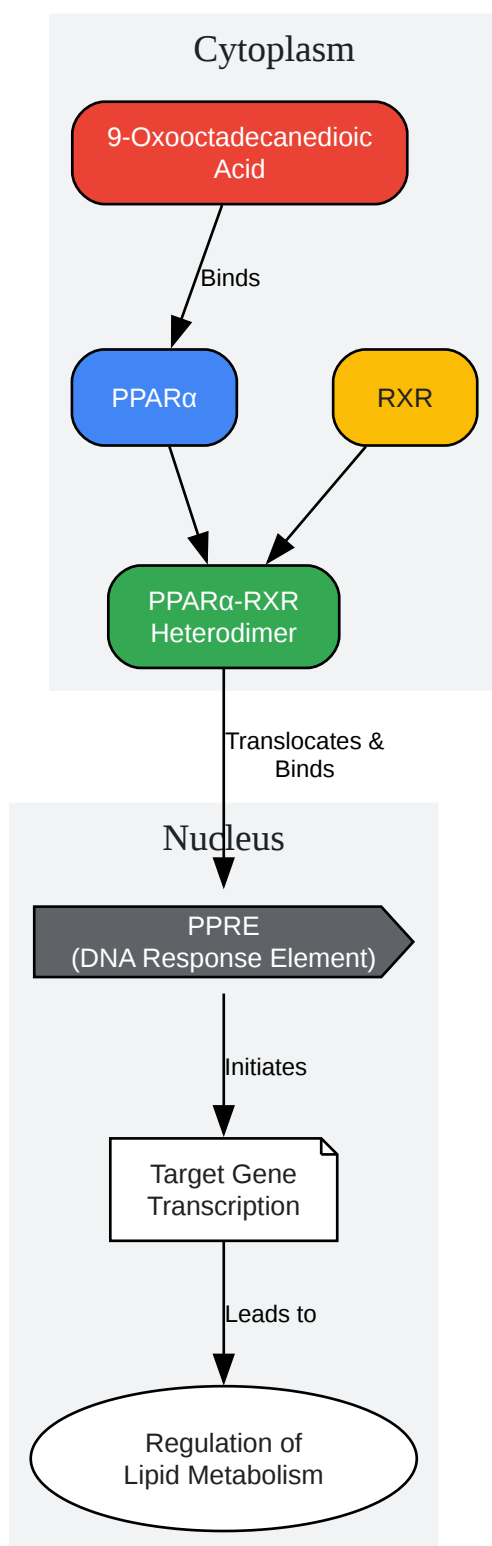 Cytoplasm
9-Oxooctadecanedioic
Acid
Binds
PPARα
RXR
PPARα-RXR
Heterodimer
Translocates &
Binds
Nucleus
PPRE
(DNA Response Element)
Initiates
Target Gene
Transcription
Leads to
Regulation of
Lipid Metabolism